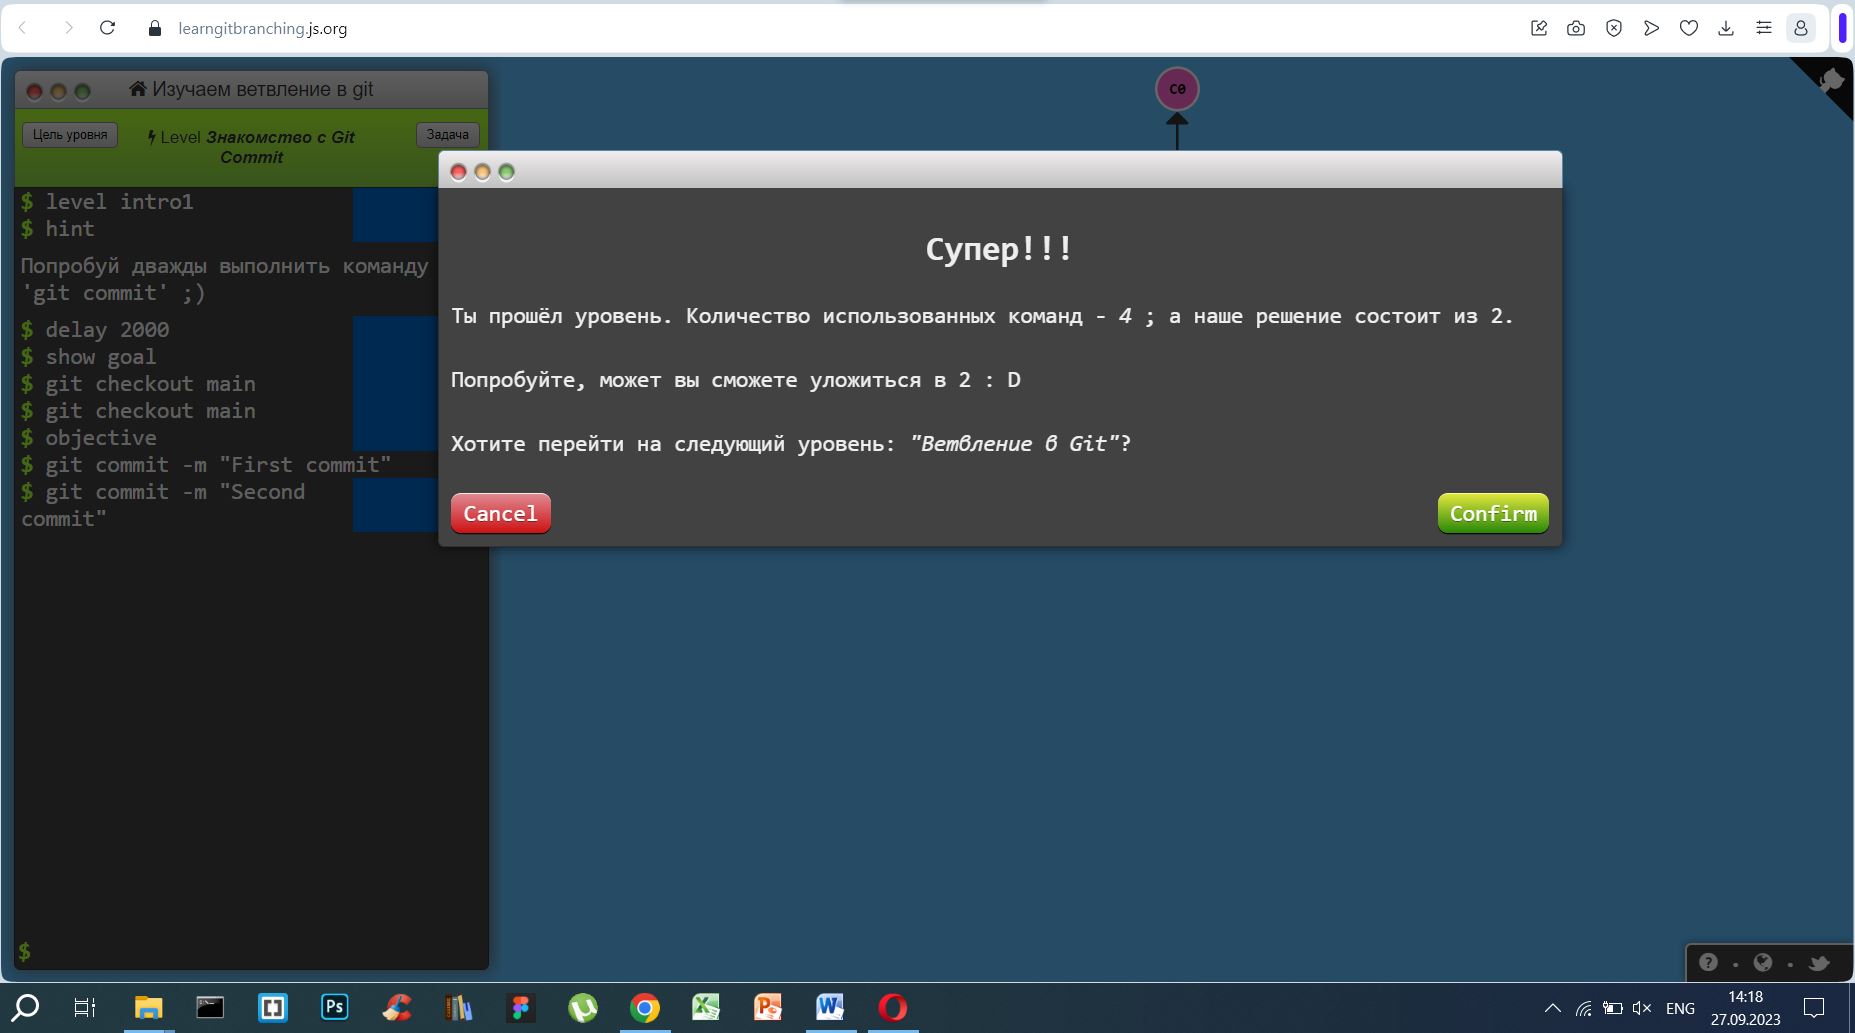 learngitbranching.js.org
Изучаем ветвление в git
Цель уровня
Level Знакомство с Git
Commit
Задача
$ level intro1
$ hint
Попробуй дважды выполнить команду
'git commit' ;)
$ delay 2000
$ show goal
$ git checkout main
$ git checkout main
$ objective
$ git commit -m "First commit"
$ git commit -m "Second
commit"
$
C0
Супер!!!
Ты прошёл уровень. Количество использованных команд - 4 ; а наше решение состоит из 2.
Попробуйте, может вы сможете уложиться в 2 : D
Хотите перейти на следующий уровень: "Ветвление в Git"?
Cancel
Confirm
?
Ps
ENG
14:18
27.09.2023